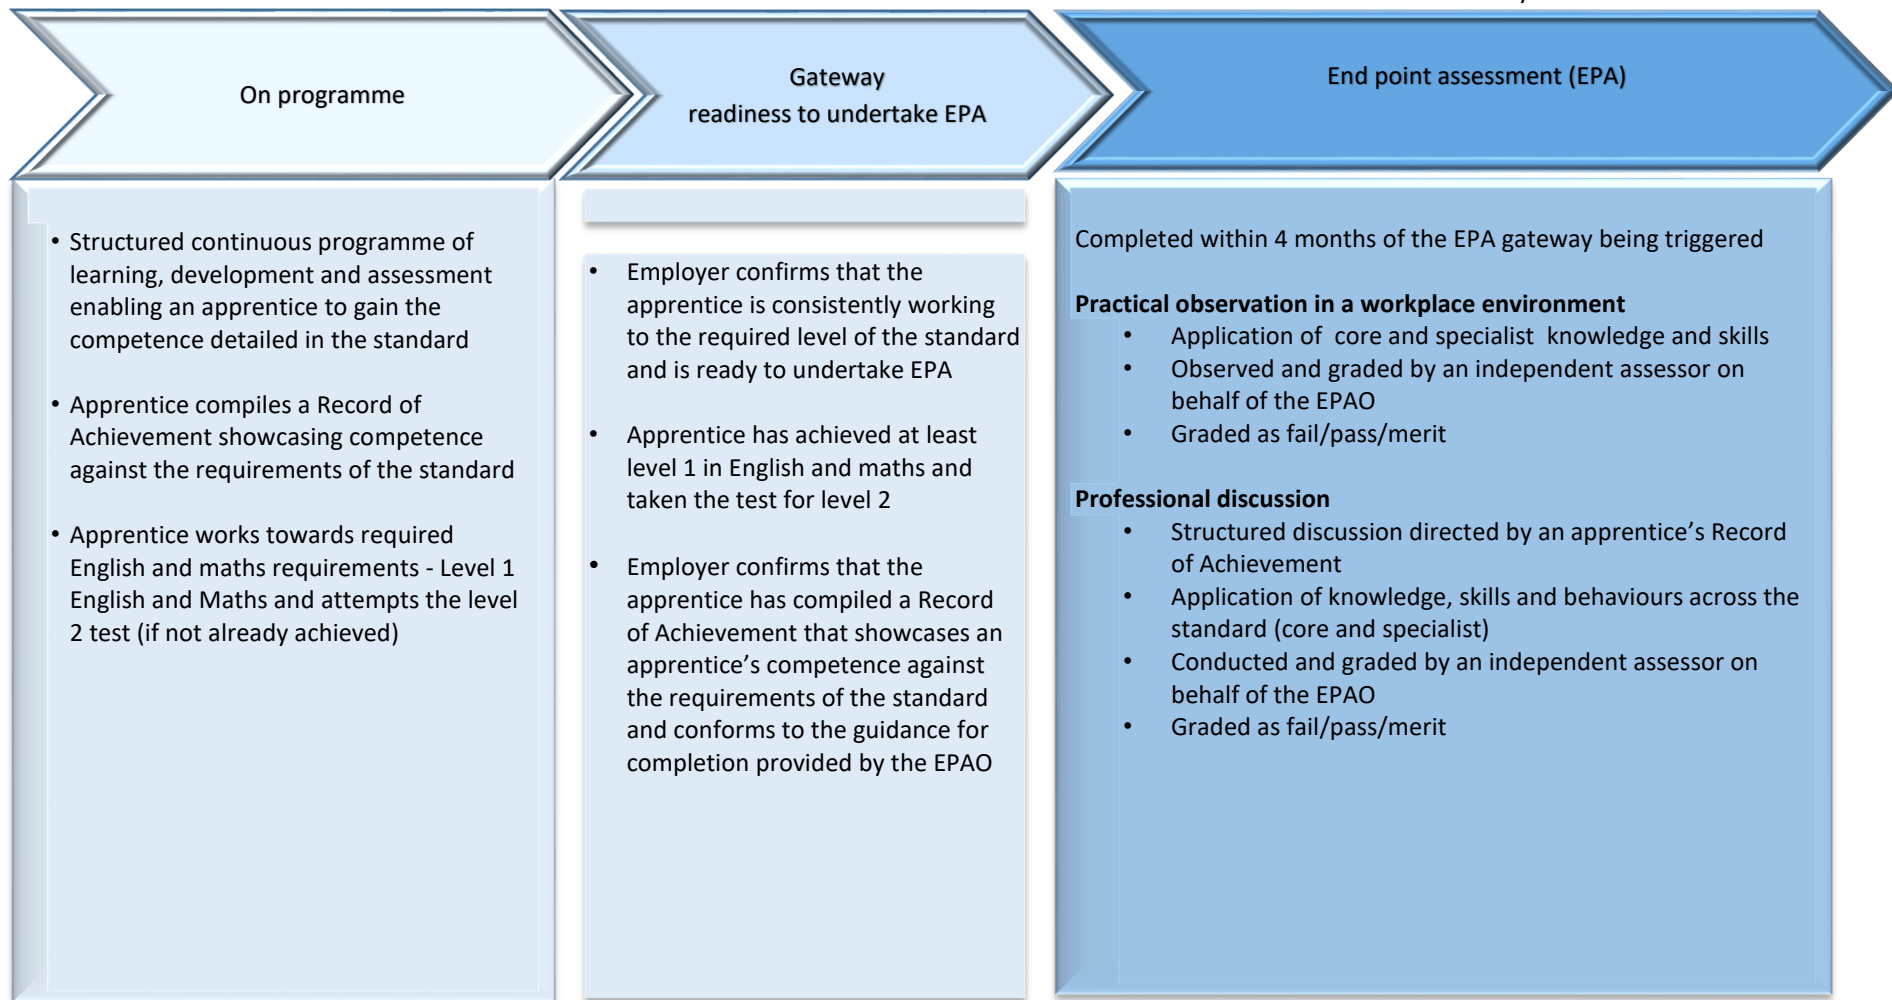 On programme
Gateway
readiness to undertake EPA
End point assessment (EPA)
• Structured continuous programme of
learning, development and assessment
enabling an apprentice to gain the
competence detailed in the standard
• Apprentice compiles a Record of
Achievement showcasing competence
against the requirements of the standard
• Apprentice works towards required
English and maths requirements - Level 1
English and Maths and attempts the level
2 test (if not already achieved)
• Employer confirms that the
apprentice is consistently working
to the required level of the standard
and is ready to undertake EPA
• Apprentice has achieved at least
level 1 in English and maths and
taken the test for level 2
• Employer confirms that the
apprentice has compiled a Record
of Achievement that showcases an
apprentice’s competence against
the requirements of the standard
and conforms to the guidance for
completion provided by the EPAO
Completed within 4 months of the EPA gateway being triggered
Practical observation in a workplace environment
• Application of core and specialist knowledge and skills
• Observed and graded by an independent assessor on
behalf of the EPAO
• Graded as fail/pass/merit
Professional discussion
• Structured discussion directed by an apprentice’s Record
of Achievement
• Application of knowledge, skills and behaviours across the
standard (core and specialist)
• Conducted and graded by an independent assessor on
behalf of the EPAO
• Graded as fail/pass/merit